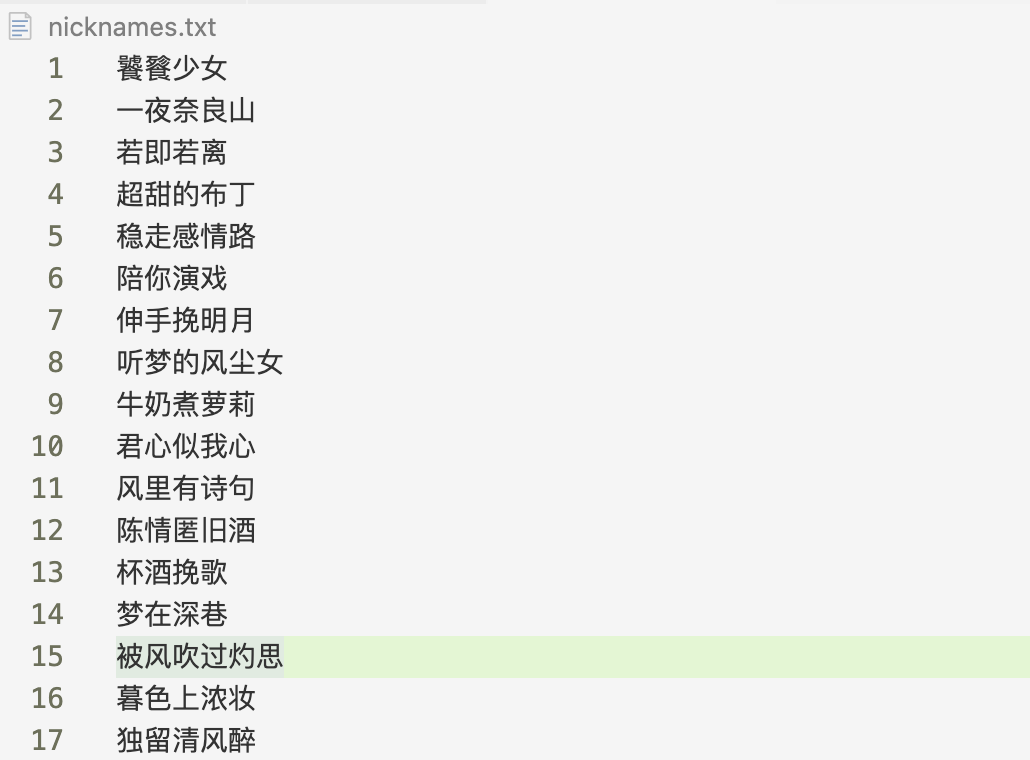 nicknames.txt
1 饕餮少女
2 一夜奈良山
3 若即若离
4 超甜的布丁
5 稳走感情路
6 陪你演戏
7 伸手挽明月
8 听梦的风尘女
9 牛奶煮萝莉
10 君心似我心
11 风里有诗句
12 陈情匿旧酒
13 杯酒挽歌
14 梦在深巷
15 被风吹过灼思
16 暮色上浓妆
17 独留清风醉